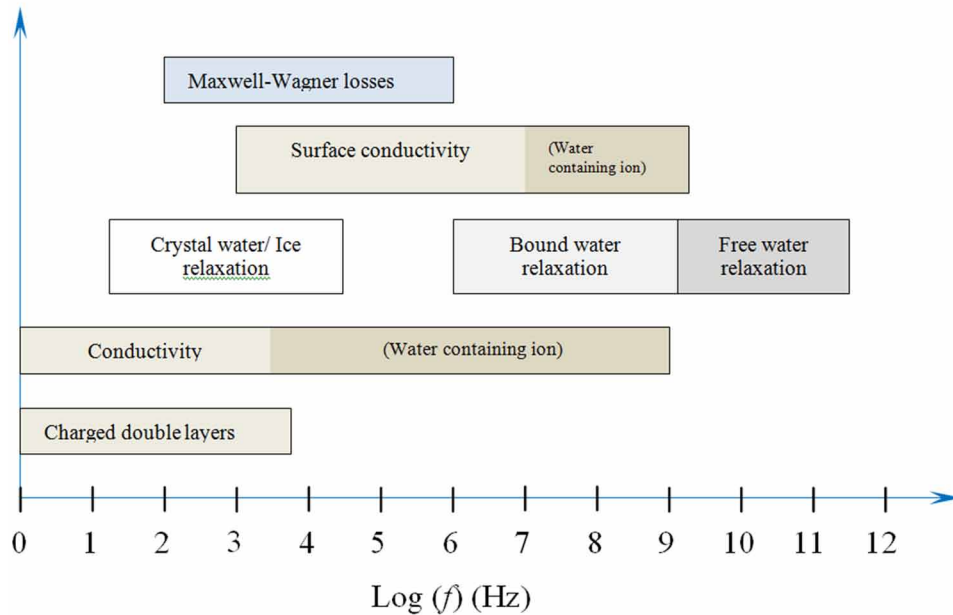 Maxwell-Wagner losses
Surface conductivity
(Water
containing ion)
Crystal water/ Ice
relaxation
Bound water
relaxation
Free water
relaxation
Conductivity
(Water containing ion)
Charged double layers
0 1 2 3 4 5 6 7 8 9 10 11 12
Log (f) (Hz)